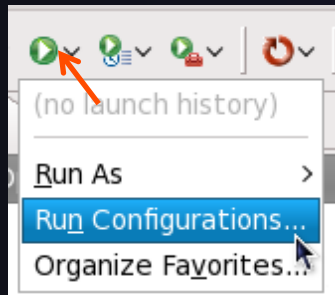 (no launch history)
Run As
Run Configurations...
Organize Favorites...